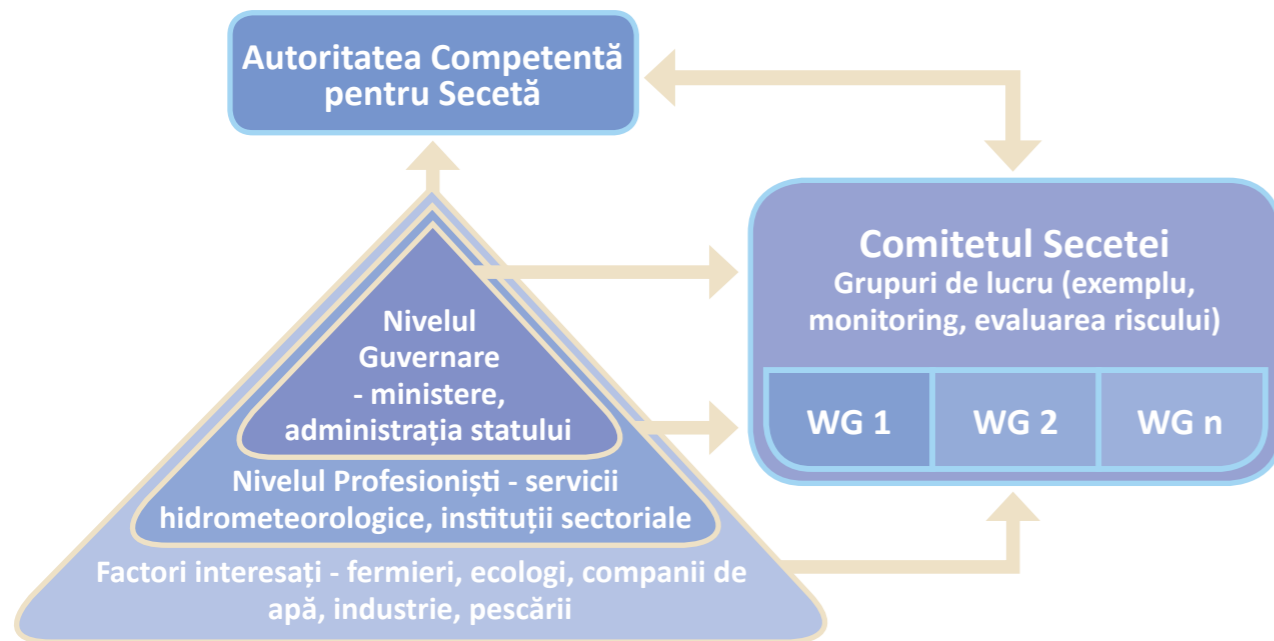 Autoritatea Competentă
pentru Secetă
Comitetul Secetei
Grupuri de lucru (exemplu,
monitoring, evaluarea riscului)
WG 1
WG 2
WG n
Nivelul
Guvernare
- ministere,
administrația statului
Nivelul Profesioniști - servicii
hidrometeorologice, instituții sectoriale
Factori interesați - fermieri, ecologi, companii de
apă, industrie, pescării